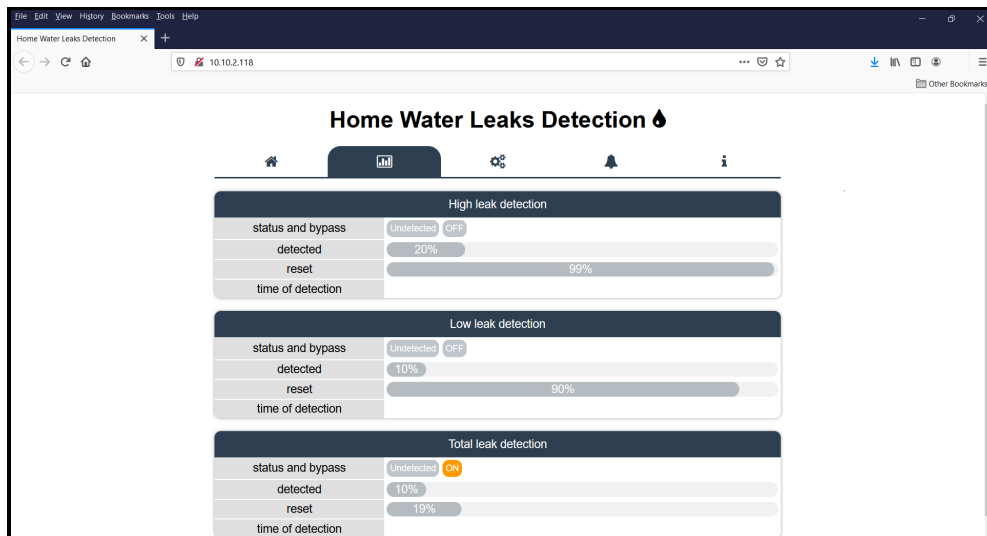 File Edit View History Bookmarks Tools Help
Home Water Leaks Detection
10.10.2.118
Other Bookmarks
Home Water Leaks Detection
High leak detection
status and bypass Undetected OFF
detected 20%
reset 99%
time of detection
Low leak detection
status and bypass Undetected OFF
detected 10%
reset 90%
time of detection
Total leak detection
status and bypass Undetected ON
detected 10%
reset 19%
time of detection